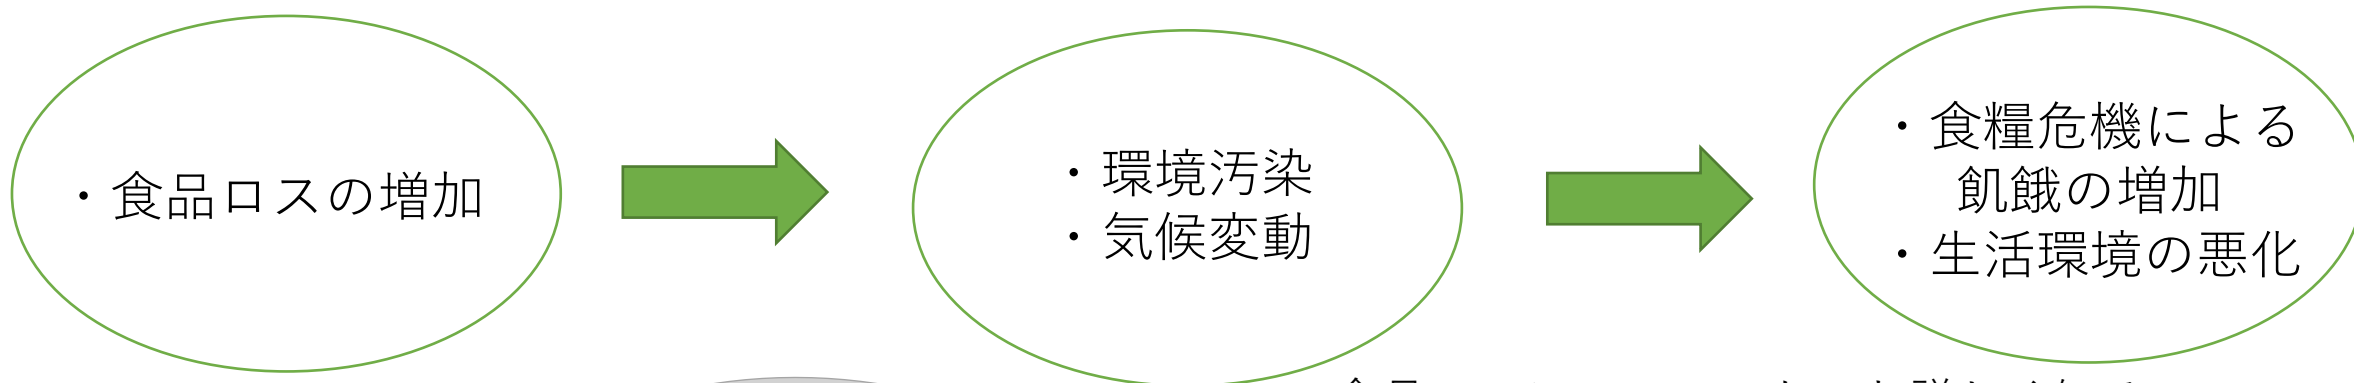 ・食品ロスの増加
・環境汚染
・気候変動
・食糧危機による
飢餓の増加
・生活環境の悪化